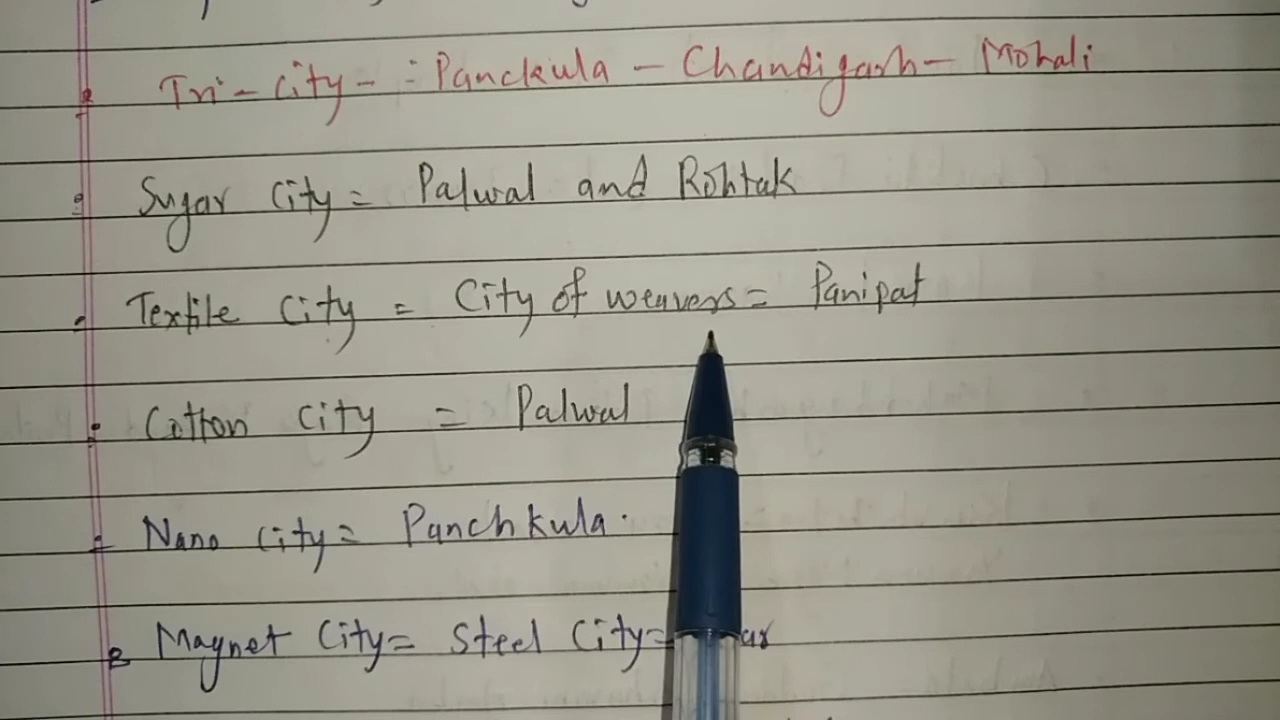 Tri-City- :Panckula - Chandigarh - Mohali
Sugar City = Palwal and Rohtak
Textile City = City of weavers = Panipat
Cotton City = Palwal
Nano City = Panchkula.
Magnet City = Steel City =